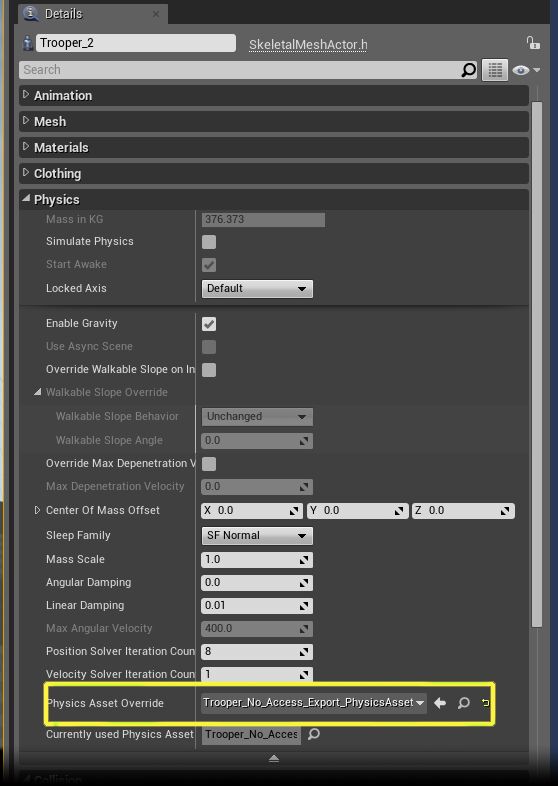 Details
Trooper_2 SkeletalMeshActor.h
Search
Animation
Mesh
Materials
Clothing
Physics
Mass in KG 376.373
Simulate Physics
Start Awake
Locked Axis Default
Enable Gravity
Use Async Scene
Override Walkable Slope on In
Walkable Slope Override
Walkable Slope Behavior Unchanged
Walkable Slope Angle 0.0
Override Max Depenetration V
Max Depenetration Velocity 0.0
Center Of Mass Offset X 0.0 Y 0.0 Z 0.0
Sleep Family SF Normal
Mass Scale 1.0
Angular Damping 0.0
Linear Damping 0.01
Max Angular Velocity 400.0
Position Solver Iteration Coun 8
Velocity Solver Iteration Coun 1
Physics Asset Override Trooper_No_Access_Export_PhysicsAsset
Currently used Physics Asset Trooper_No_Acces
Collision